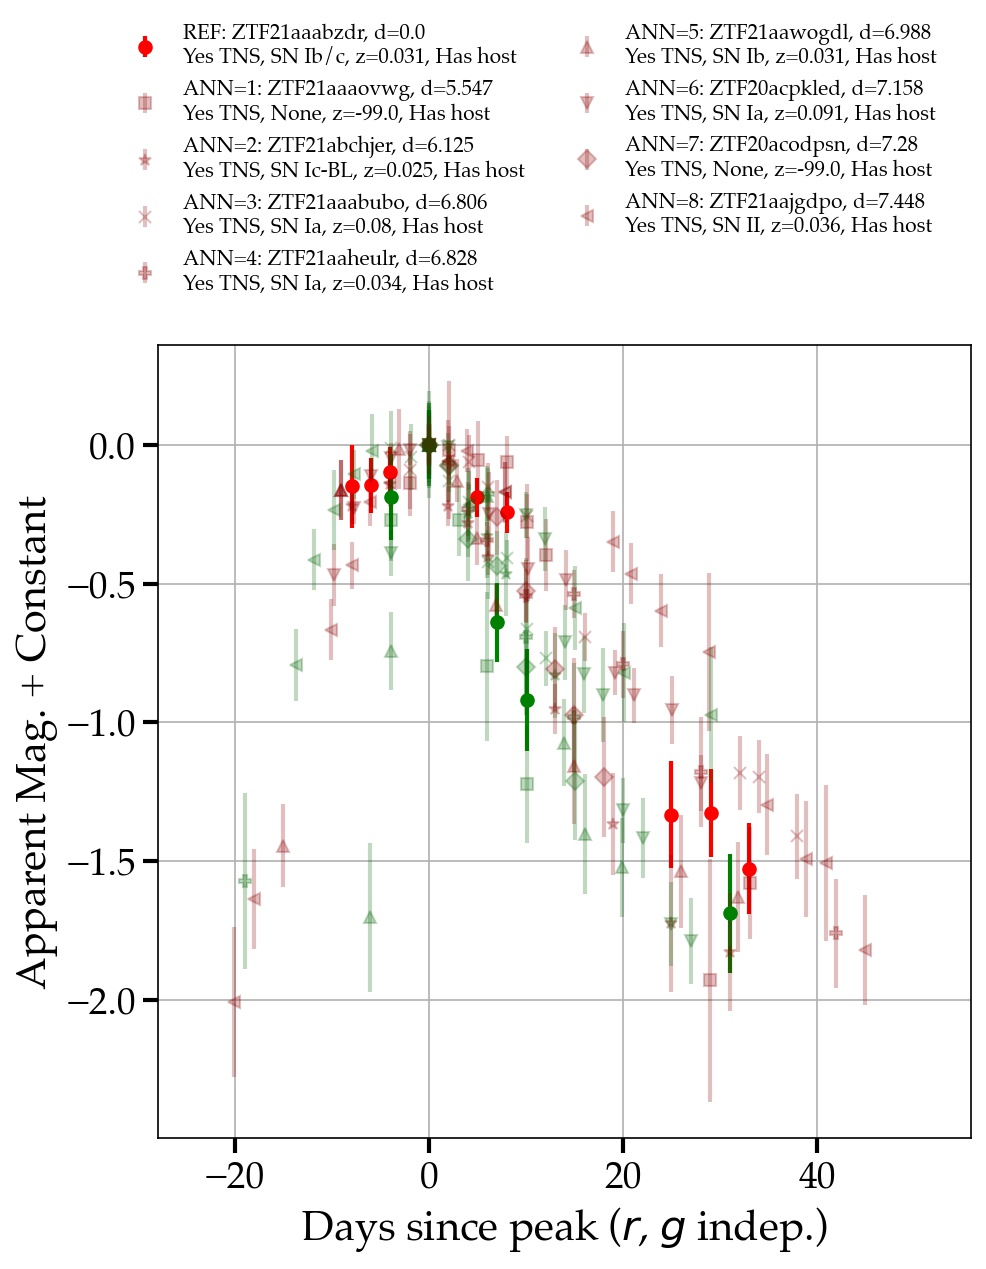 REF: ZTF21aaabzdr, d=0.0
Yes TNS, SN Ib/c, z=0.031, Has host
ANN=1: ZTF21aaaovwg, d=5.547
Yes TNS, None, z=-99.0, Has host
ANN=2: ZTF21abchjer, d=6.125
Yes TNS, SN Ic-BL, z=0.025, Has host
ANN=3: ZTF21aaabubo, d=6.806
Yes TNS, SN Ia, z=0.08, Has host
ANN=4: ZTF21aaheulr, d=6.828
Yes TNS, SN Ia, z=0.034, Has host
ANN=5: ZTF21aawogdl, d=6.988
Yes TNS, SN Ib, z=0.031, Has host
ANN=6: ZTF20acpkled, d=7.158
Yes TNS, SN Ia, z=0.091, Has host
ANN=7: ZTF20acodpsn, d=7.28
Yes TNS, None, z=-99.0, Has host
ANN=8: ZTF21aajgdpo, d=7.448
Yes TNS, SN II, z=0.036, Has host
Apparent Mag. + Constant
0.0
−0.5
−1.0
−1.5
−2.0
−20
0
20
40
Days since peak (r, g indep.)